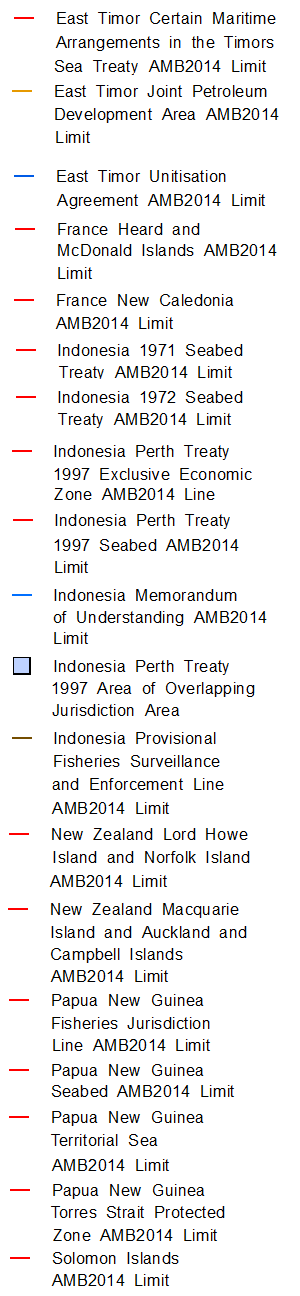 East Timor Certain Maritime
Arrangements in the Timors
Sea Treaty AMB2014 Limit
East Timor Joint Petroleum
Development Area AMB2014
Limit
East Timor Unitisation
Agreement AMB2014 Limit
France Heard and
McDonald Islands AMB2014
Limit
France New Caledonia
AMB2014 Limit
Indonesia 1971 Seabed
Treaty AMB2014 Limit
Indonesia 1972 Seabed
Treaty AMB2014 Limit
Indonesia Perth Treaty
1997 Exclusive Economic
Zone AMB2014 Line
Indonesia Perth Treaty
1997 Seabed AMB2014
Limit
Indonesia Memorandum
of Understanding AMB2014
Limit
Indonesia Perth Treaty
1997 Area of Overlapping
Jurisdiction Area
Indonesia Provisional
Fisheries Surveillance
and Enforcement Line
AMB2014 Limit
New Zealand Lord Howe
Island and Norfolk Island
AMB2014 Limit
New Zealand Macquarie
Island and Auckland and
Campbell Islands
AMB2014 Limit
Papua New Guinea
Fisheries Jurisdiction
Line AMB2014 Limit
Papua New Guinea
Seabed AMB2014 Limit
Papua New Guinea
Territorial Sea
AMB2014 Limit
Papua New Guinea
Torres Strait Protected
Zone AMB2014 Limit
Solomon Islands
AMB2014 Limit